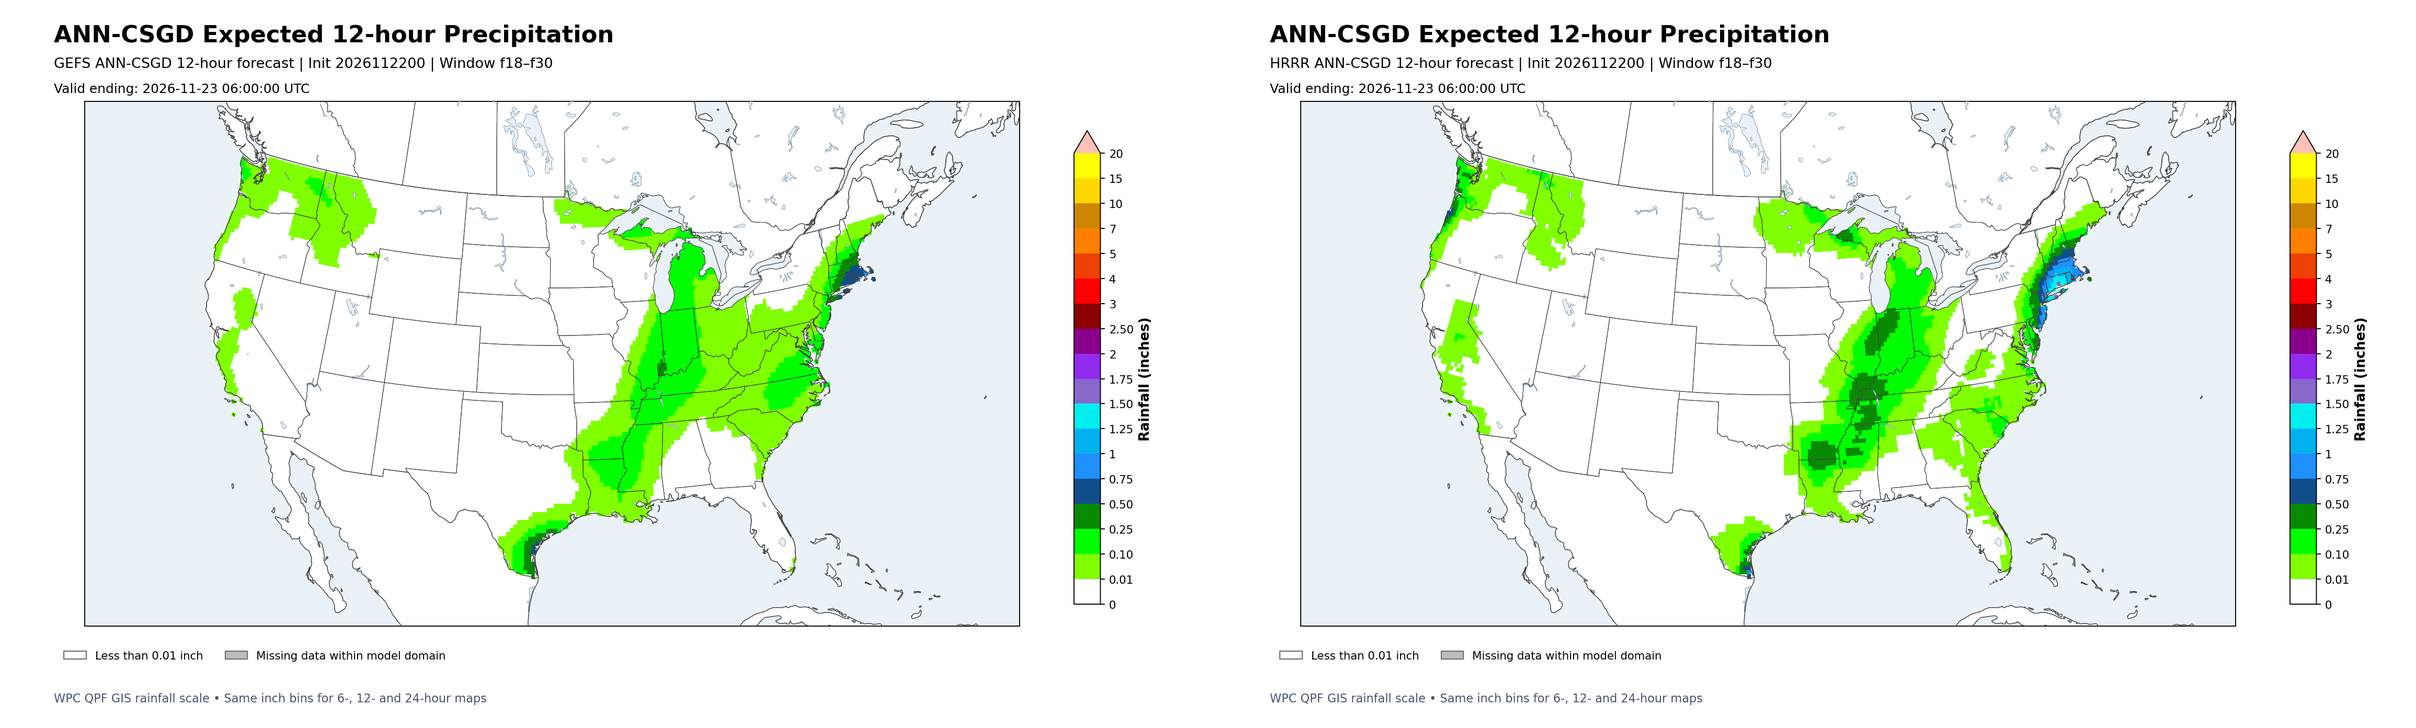 ANN-CSGD Expected 12-hour Precipitation
GEFS ANN-CSGD 12-hour forecast | Init 2026112200 | Window f18–f30
Valid ending: 2026-11-23 06:00:00 UTC
20
15
10
7
5
4
3
2.50
2
1.75
1.50
1.25
1
0.75
0.50
0.25
0.10
0.01
0
Rainfall (inches)
Less than 0.01 inch
Missing data within model domain
WPC QPF GIS rainfall scale • Same inch bins for 6-, 12- and 24-hour maps
ANN-CSGD Expected 12-hour Precipitation
HRRR ANN-CSGD 12-hour forecast | Init 2026112200 | Window f18–f30
Valid ending: 2026-11-23 06:00:00 UTC
20
15
10
7
5
4
3
2.50
2
1.75
1.50
1.25
1
0.75
0.50
0.25
0.10
0.01
0
Rainfall (inches)
Less than 0.01 inch
Missing data within model domain
WPC QPF GIS rainfall scale • Same inch bins for 6-, 12- and 24-hour maps